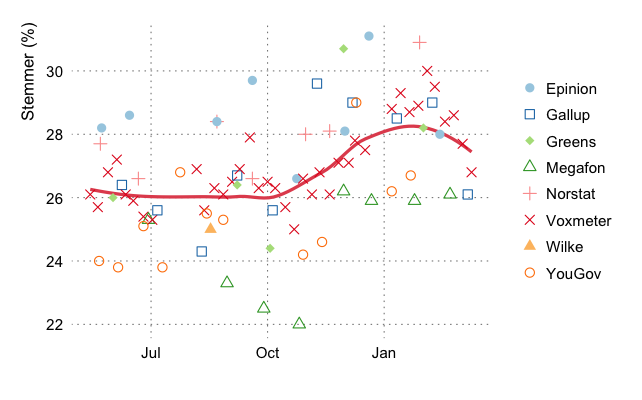 Stemmer (%)
30
28
26
24
22
Jul
Oct
Jan
Epinion
Gallup
Greens
Megafon
Norstat
Voxmeter
Wilke
YouGov